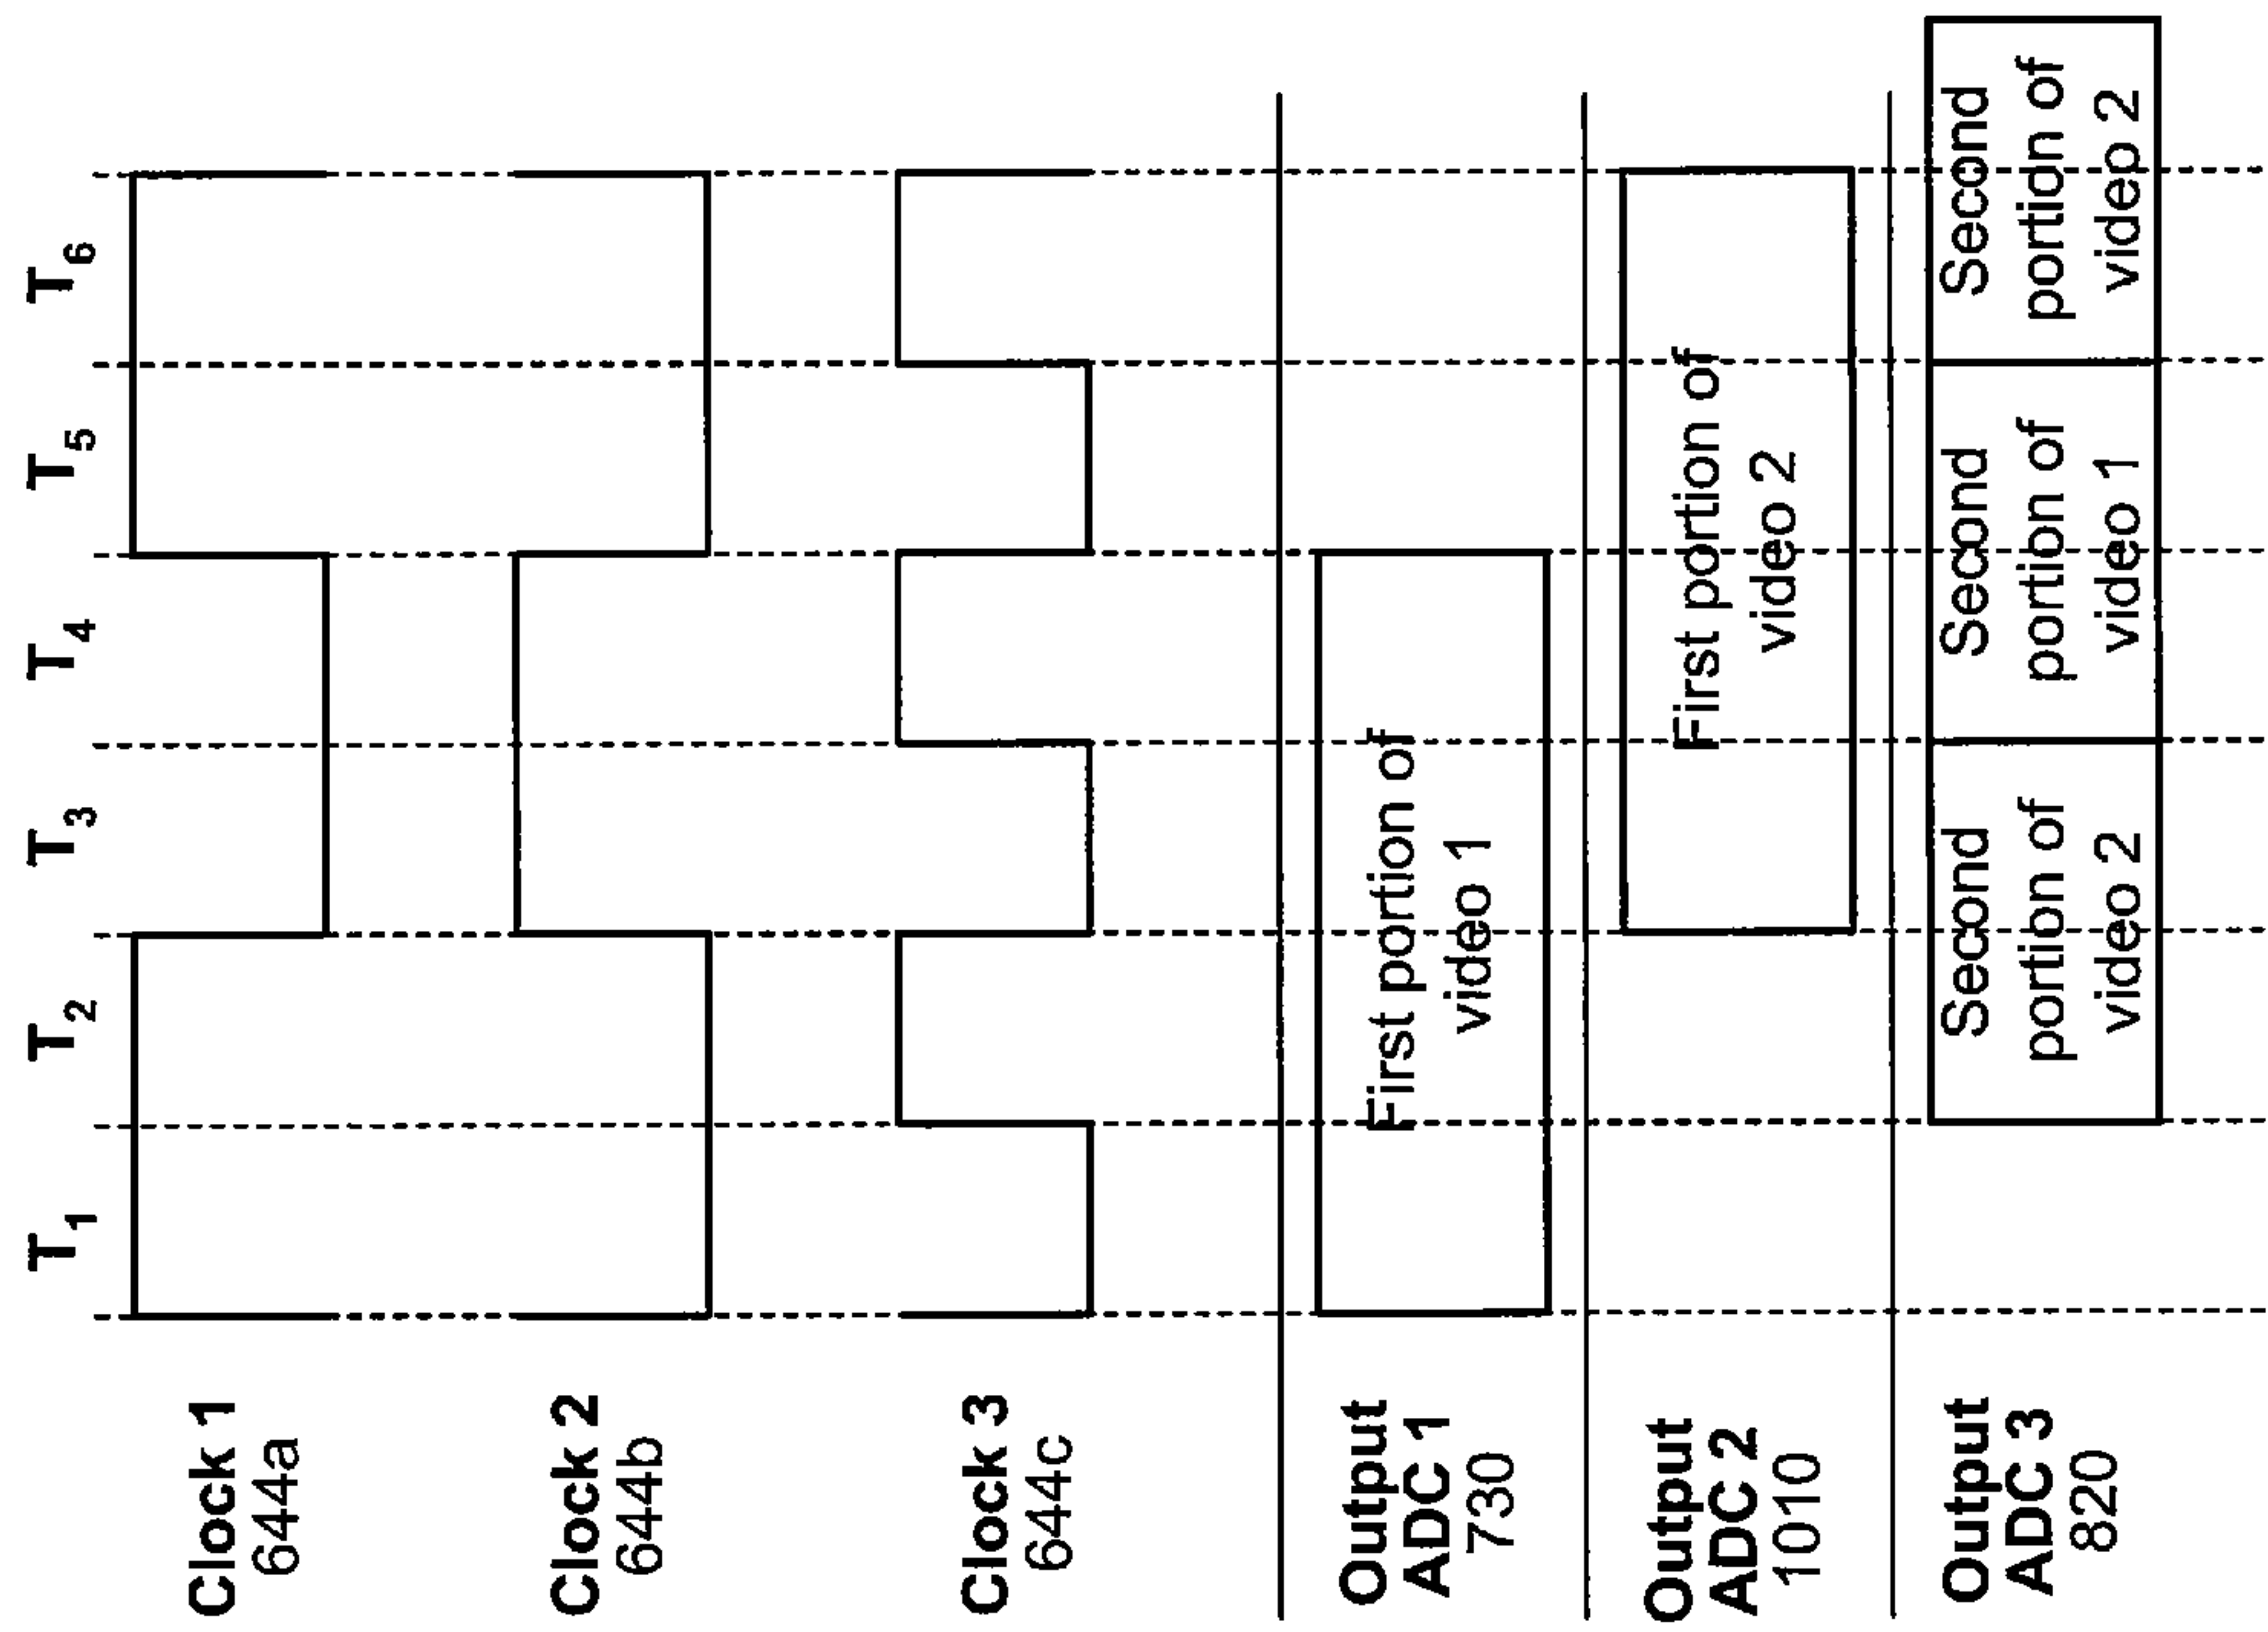 T1 T2 T3 T4 T5 T6
Clock 1
644a
Clock 2
644b
Clock 3
644c
Output
ADC 1
730
First portion of
video 1
Output
ADC 2
1010
First portion of
video 2
Output
ADC 3
820
Second
portion of
video 2
Second
portion of
video 1
Second
portion of
video 2